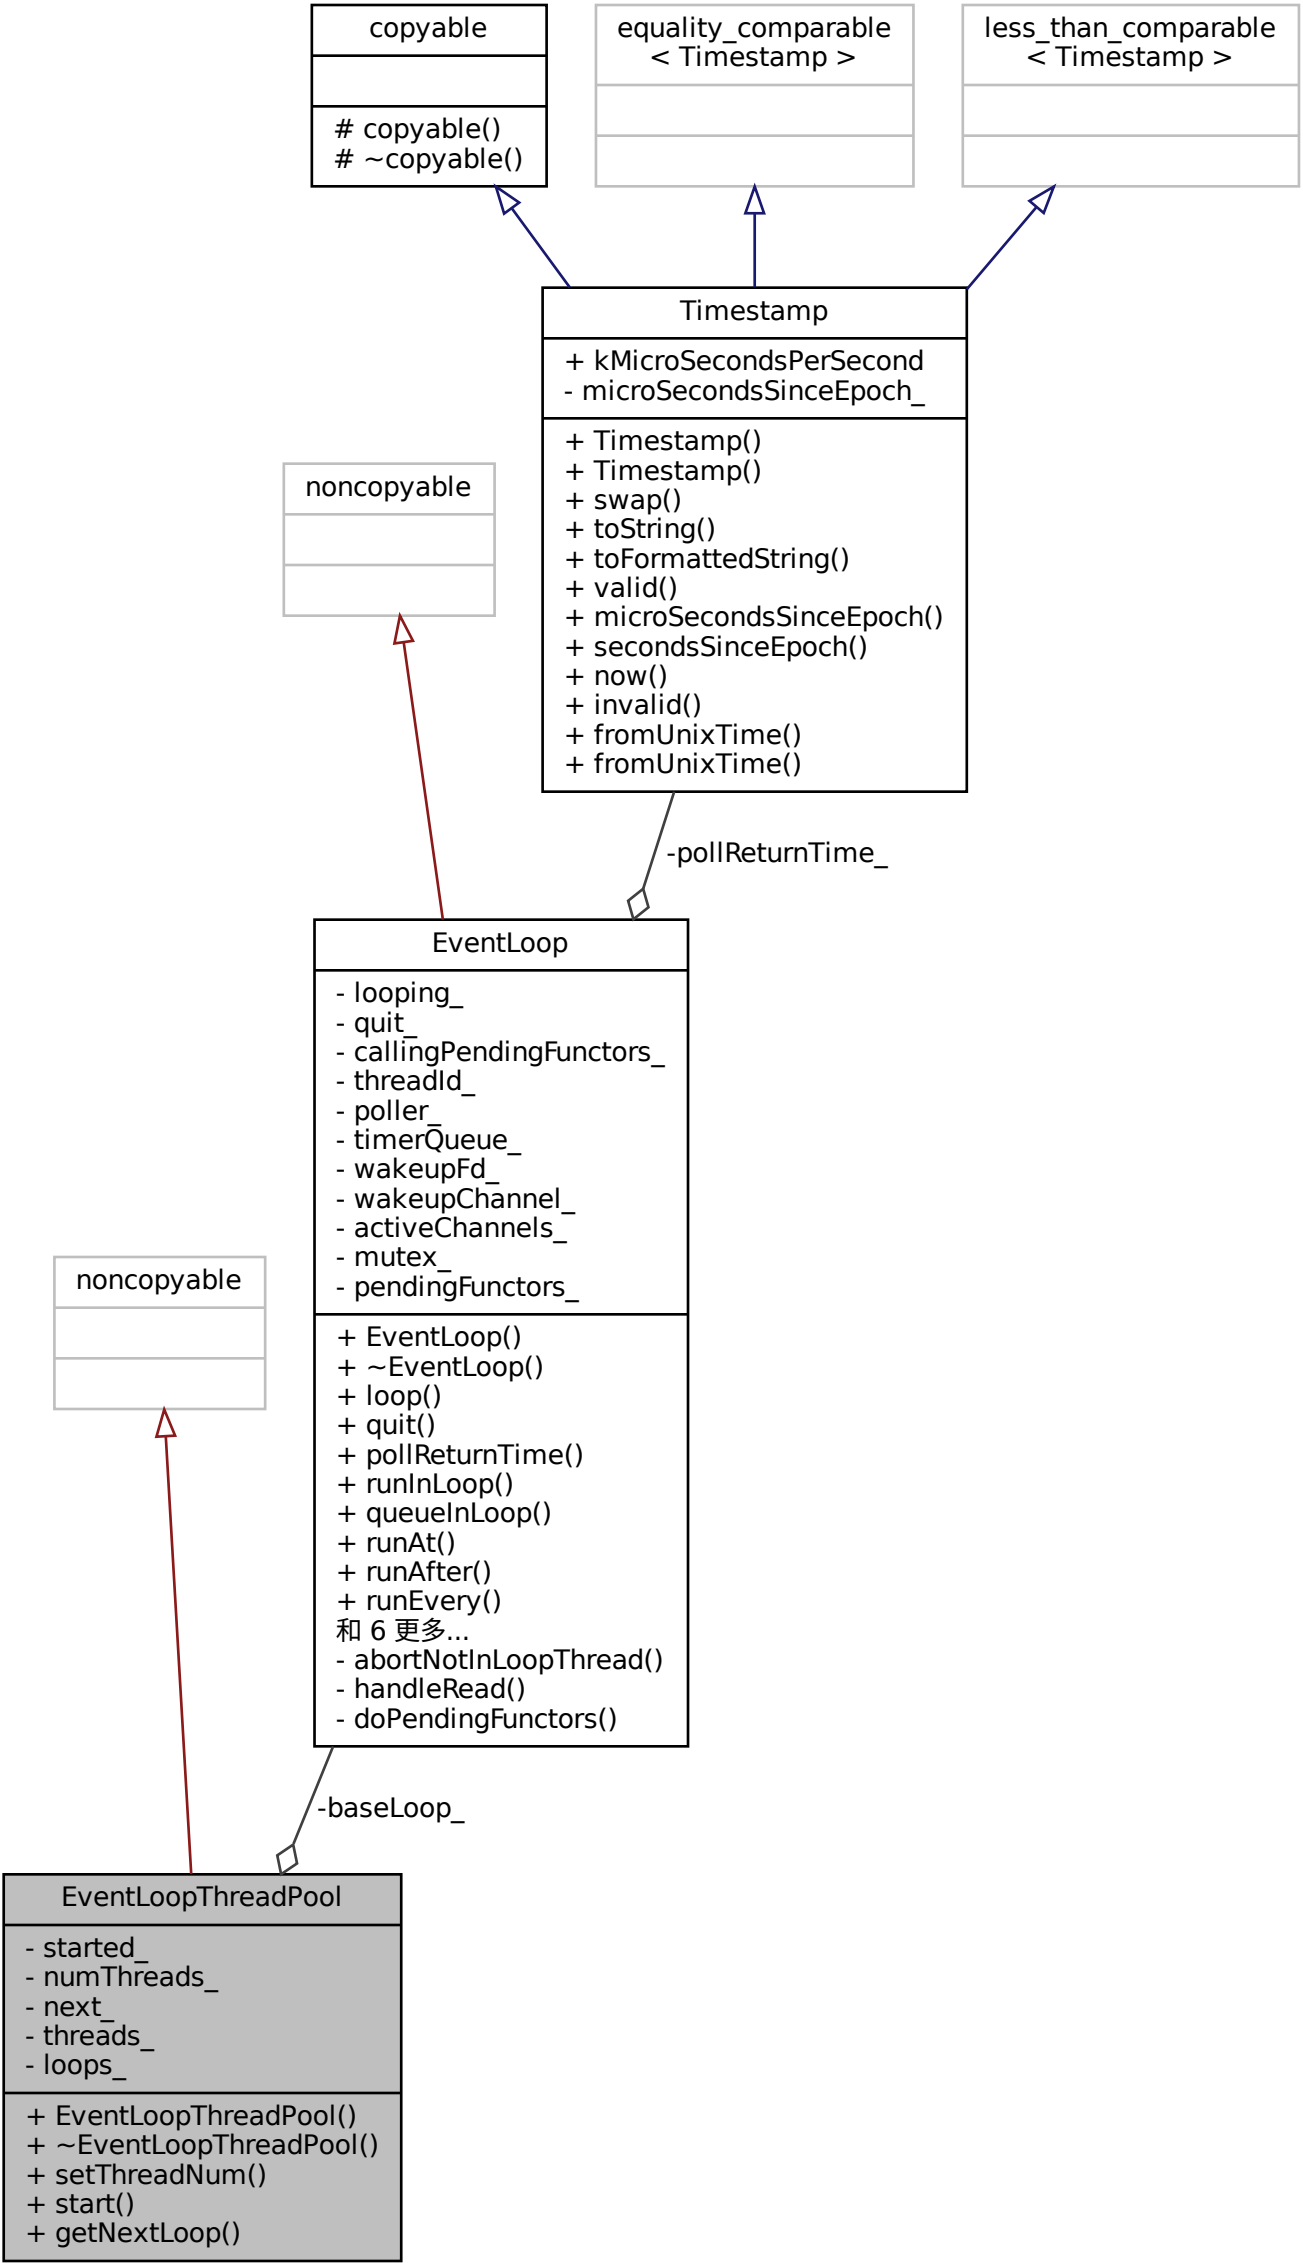 copyable
# copyable()
# ~copyable()
equality_comparable
< Timestamp >
less_than_comparable
< Timestamp >
Timestamp
+ kMicroSecondsPerSecond
- microSecondsSinceEpoch_
+ Timestamp()
+ Timestamp()
+ swap()
+ toString()
+ toFormattedString()
+ valid()
+ microSecondsSinceEpoch()
+ secondsSinceEpoch()
+ now()
+ invalid()
+ fromUnixTime()
+ fromUnixTime()
noncopyable
-pollReturnTime_
EventLoop
- looping_
- quit_
- callingPendingFunctors_
- threadId_
- poller_
- timerQueue_
- wakeupFd_
- wakeupChannel_
- activeChannels_
- mutex_
- pendingFunctors_
+ EventLoop()
+ ~EventLoop()
+ loop()
+ quit()
+ pollReturnTime()
+ runInLoop()
+ queueInLoop()
+ runAt()
+ runAfter()
+ runEvery()
和 6 更多...
- abortNotInLoopThread()
- handleRead()
- doPendingFunctors()
noncopyable
-baseLoop_
EventLoopThreadPool
- started_
- numThreads_
- next_
- threads_
- loops_
+ EventLoopThreadPool()
+ ~EventLoopThreadPool()
+ setThreadNum()
+ start()
+ getNextLoop()